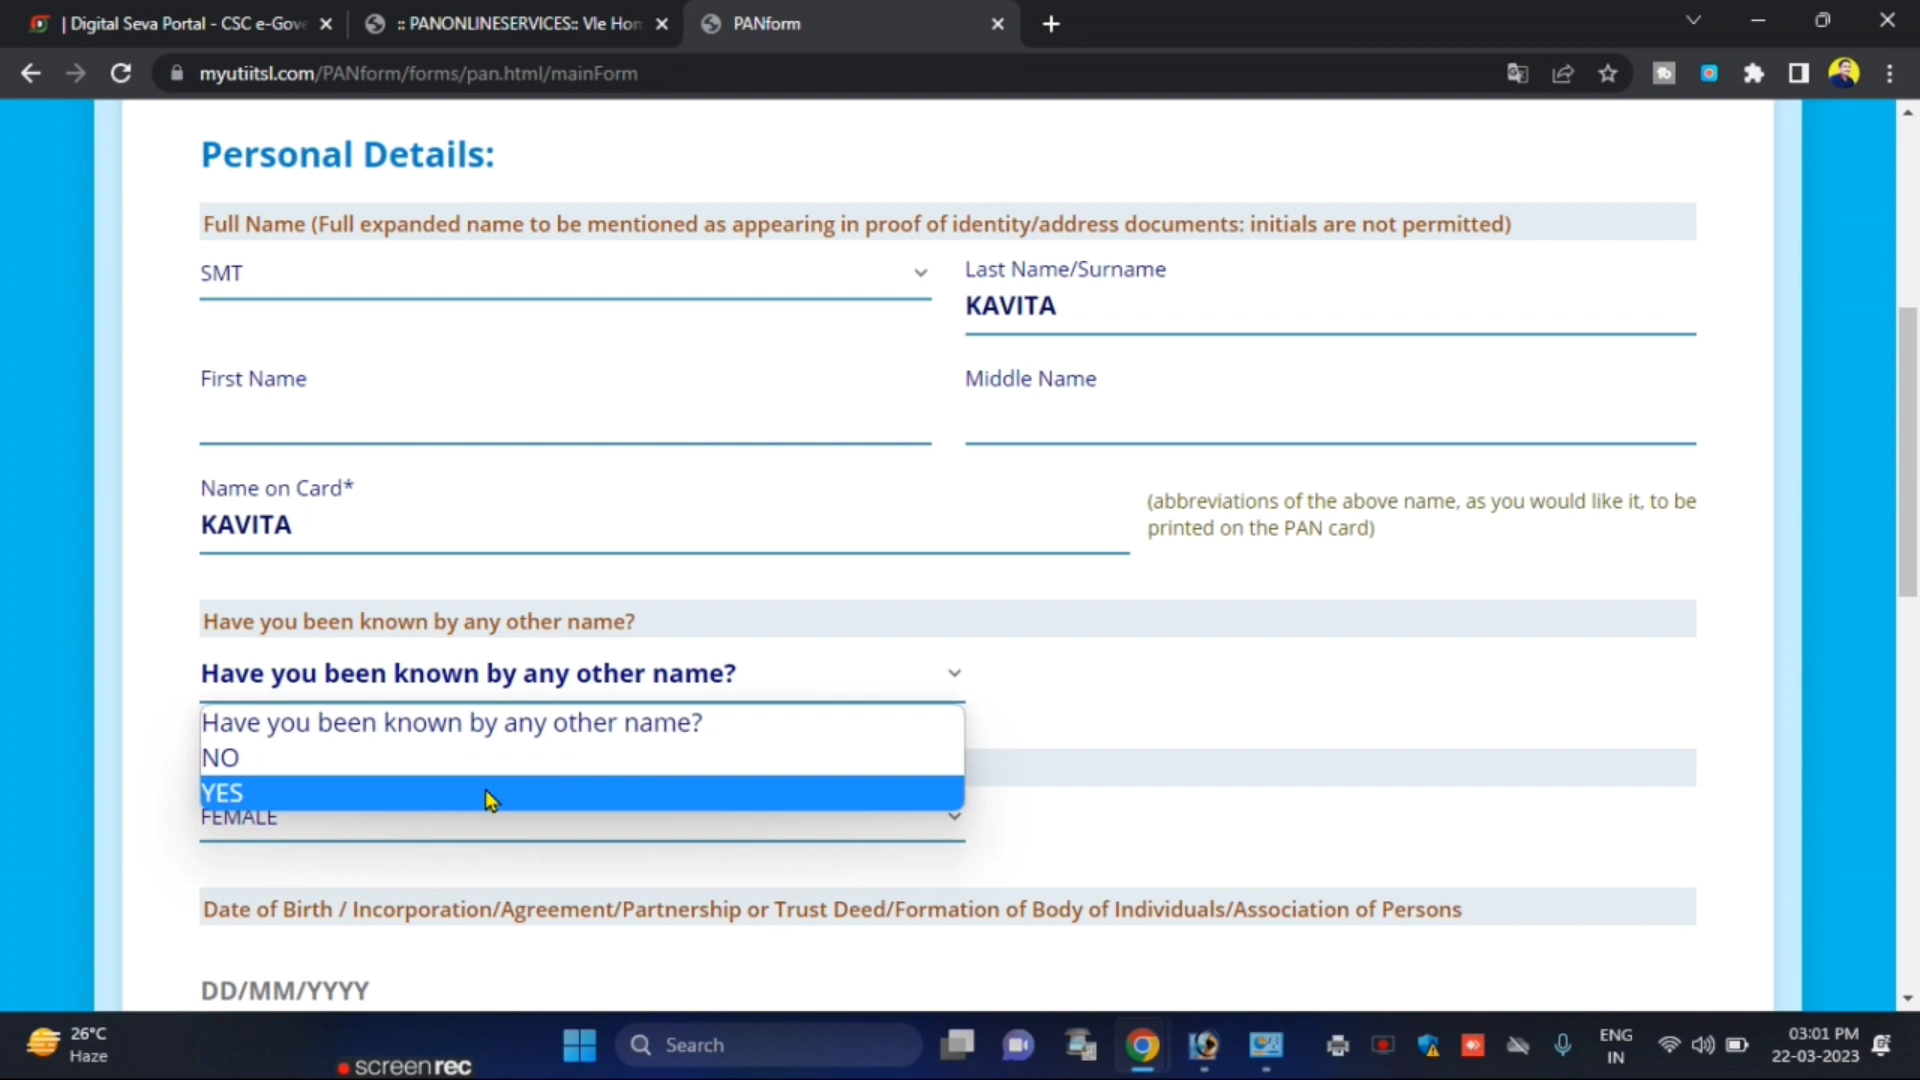 | Digital Seva Portal - CSC e-Gove
:: PANONLINESERVICES:: Vle Hom
PANform
myutiitsl.com/PANform/forms/pan.html/mainForm
Personal Details:
Full Name (Full expanded name to be mentioned as appearing in proof of identity/address documents: initials are not permitted)
SMT
Last Name/Surname
KAVITA
First Name
Middle Name
Name on Card*
KAVITA
(abbreviations of the above name, as you would like it, to be
printed on the PAN card)
Have you been known by any other name?
Have you been known by any other name?
Have you been known by any other name?
NO
YES
FEMALE
Date of Birth / Incorporation/Agreement/Partnership or Trust Deed/Formation of Body of Individuals/Association of Persons
DD/MM/YYYY
26°C
Haze
screenrec
Search
ENG
IN
03:01 PM
22-03-2023